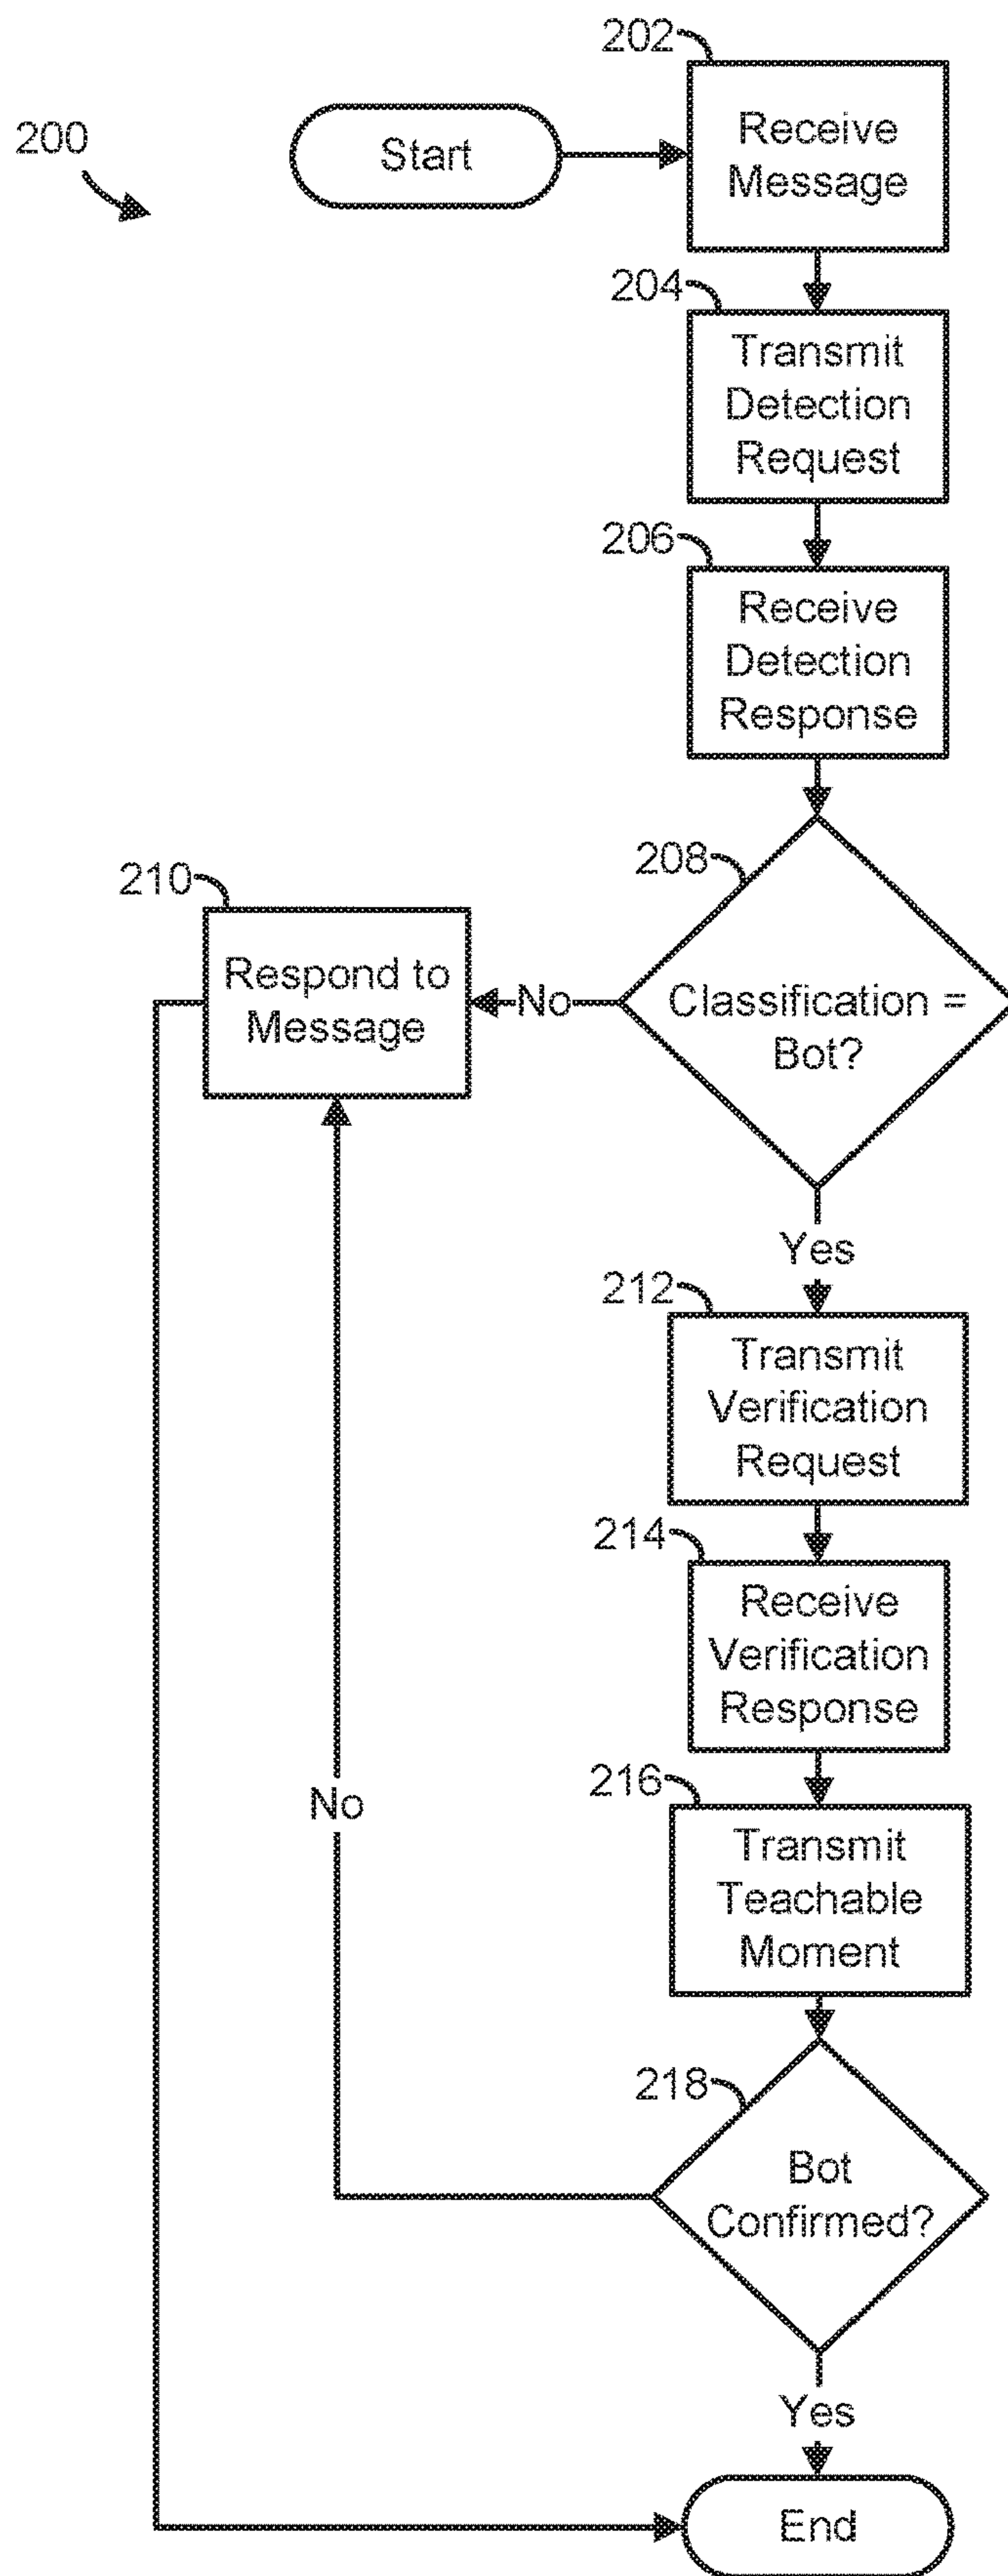 200
Start
202
Receive
Message
204
Transmit
Detection
Request
206
Receive
Detection
Response
208
Classification =
Bot?
No
210
Respond to
Message
Yes
212
Transmit
Verification
Request
214
Receive
Verification
Response
216
Transmit
Teachable
Moment
No
218
Bot
Confirmed?
Yes
End